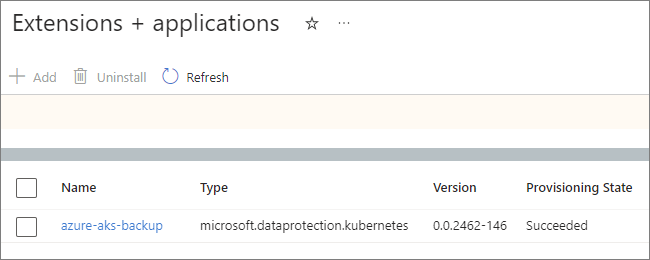 Extensions + applications
Add Uninstall Refresh
Name Type Version Provisioning State
azure-aks-backup microsoft.dataprotection.kubernetes 0.0.2462-146 Succeeded